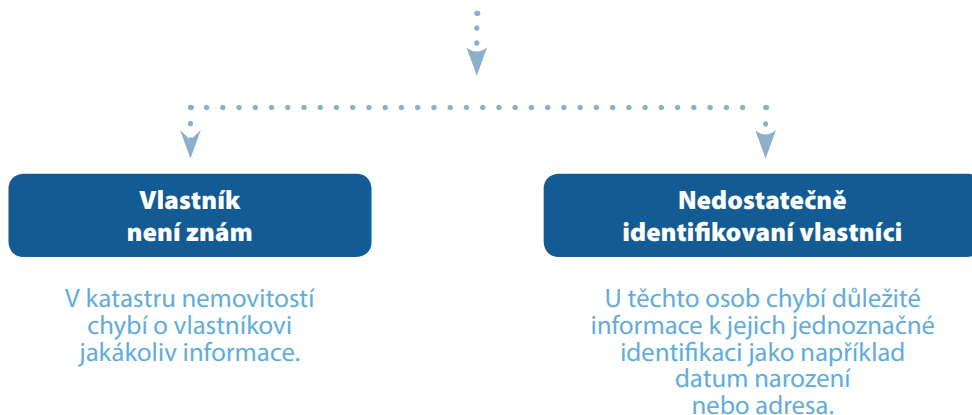 Vlastník
není znám
V katastru nemovitostí
chybí o vlastníkovi
jakákoliv informace.
Nedostatečně
identifikovaní vlastníci
U těchto osob chybí důležité
informace k jejich jednoznačné
identifikaci jako například
datum narození
nebo adresa.